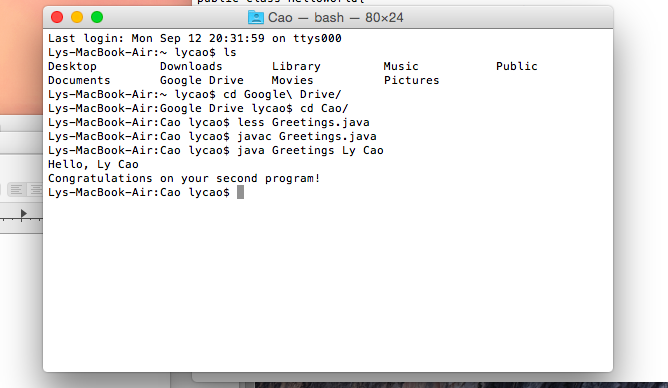 public class HelloWorld{
Cao — bash — 80×24
Last login: Mon Sep 12 20:31:59 on ttys000
Lys-MacBook-Air:~ lycao$ ls
Desktop Downloads Library Music Public
Documents Google Drive Movies Pictures
Lys-MacBook-Air:~ lycao$ cd Google\ Drive/
Lys-MacBook-Air:Google Drive lycao$ cd Cao/
Lys-MacBook-Air:Cao lycao$ less Greetings.java
Lys-MacBook-Air:Cao lycao$ javac Greetings.java
Lys-MacBook-Air:Cao lycao$ java Greetings Ly Cao
Hello, Ly Cao
Congratulations on your second program!
Lys-MacBook-Air:Cao lycao$